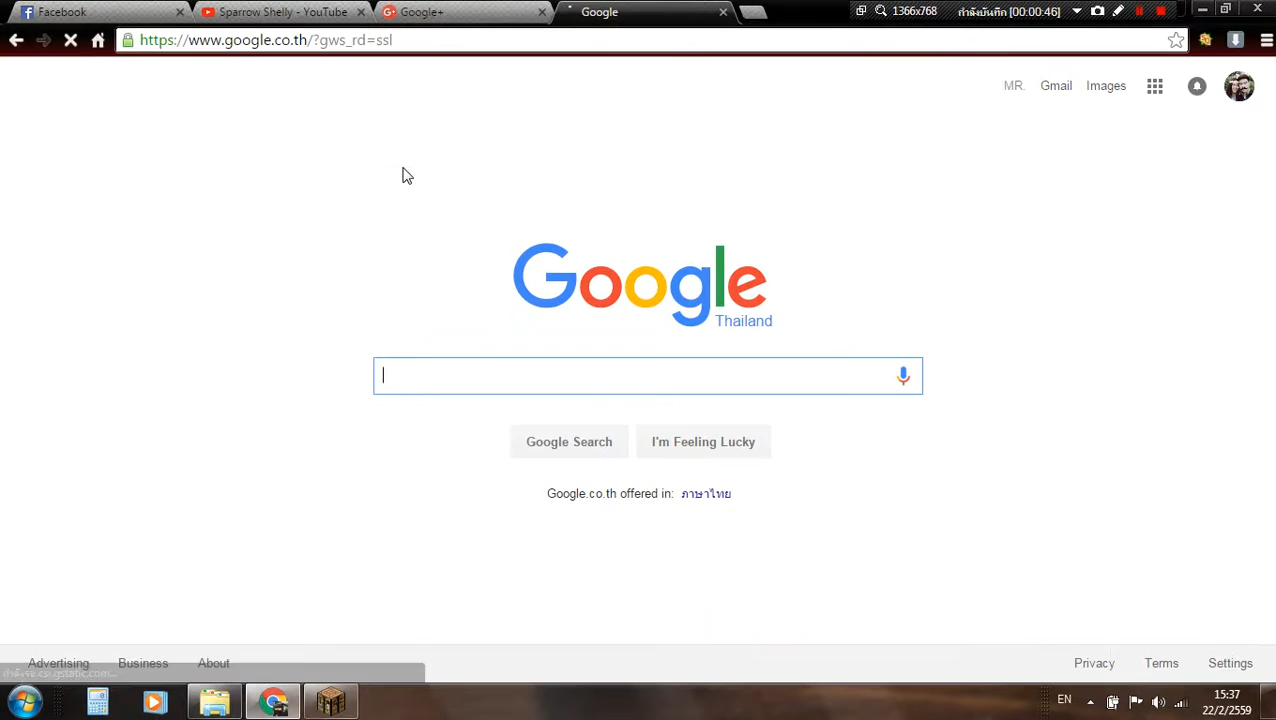 Facebook
Sparrow Shelly - YouTube
Google+
Google
1366x768
กำลังบันทึก [00:00:46]
https://www.google.co.th/?gws_rd=ssl
MR. Gmail Images
Google
Thailand
Google Search
I'm Feeling Lucky
Google.co.th offered in: ภาษาไทย
Advertising Business About
Privacy Terms Settings
EN
15:37
22/2/2559